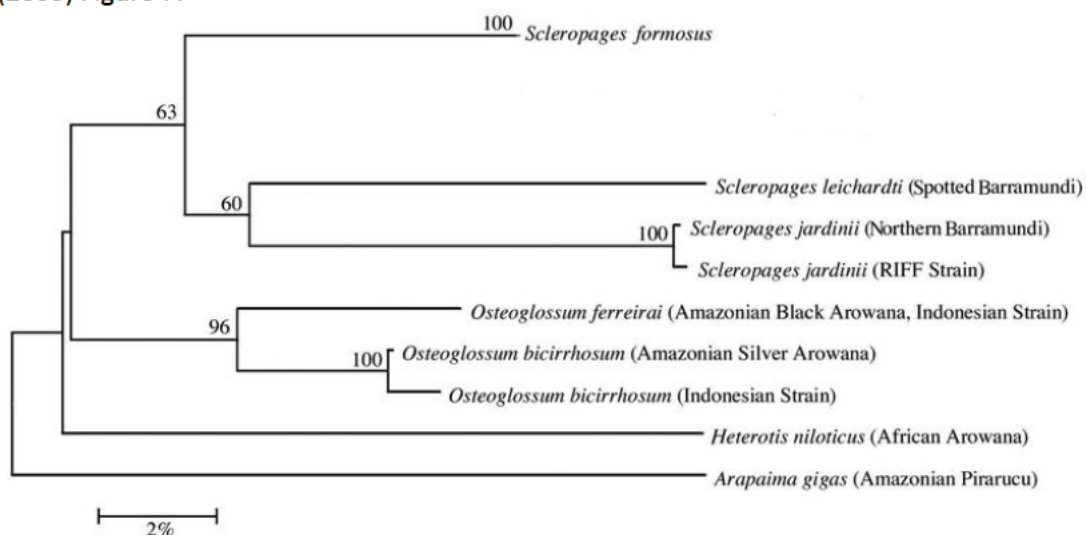 100
Scleropages formosus
63
Scleropages leichardti (Spotted Barramundi)
60
100
Scleropages jardinii (Northern Barramundi)
Scleropages jardinii (RIFF Strain)
Osteoglossum ferreirai (Amazonian Black Arowana, Indonesian Strain)
96
100
Osteoglossum bicirrhosum (Amazonian Silver Arowana)
Osteoglossum bicirrhosum (Indonesian Strain)
Heterotis niloticus (African Arowana)
Arapaima gigas (Amazonian Pirarucu)
2%